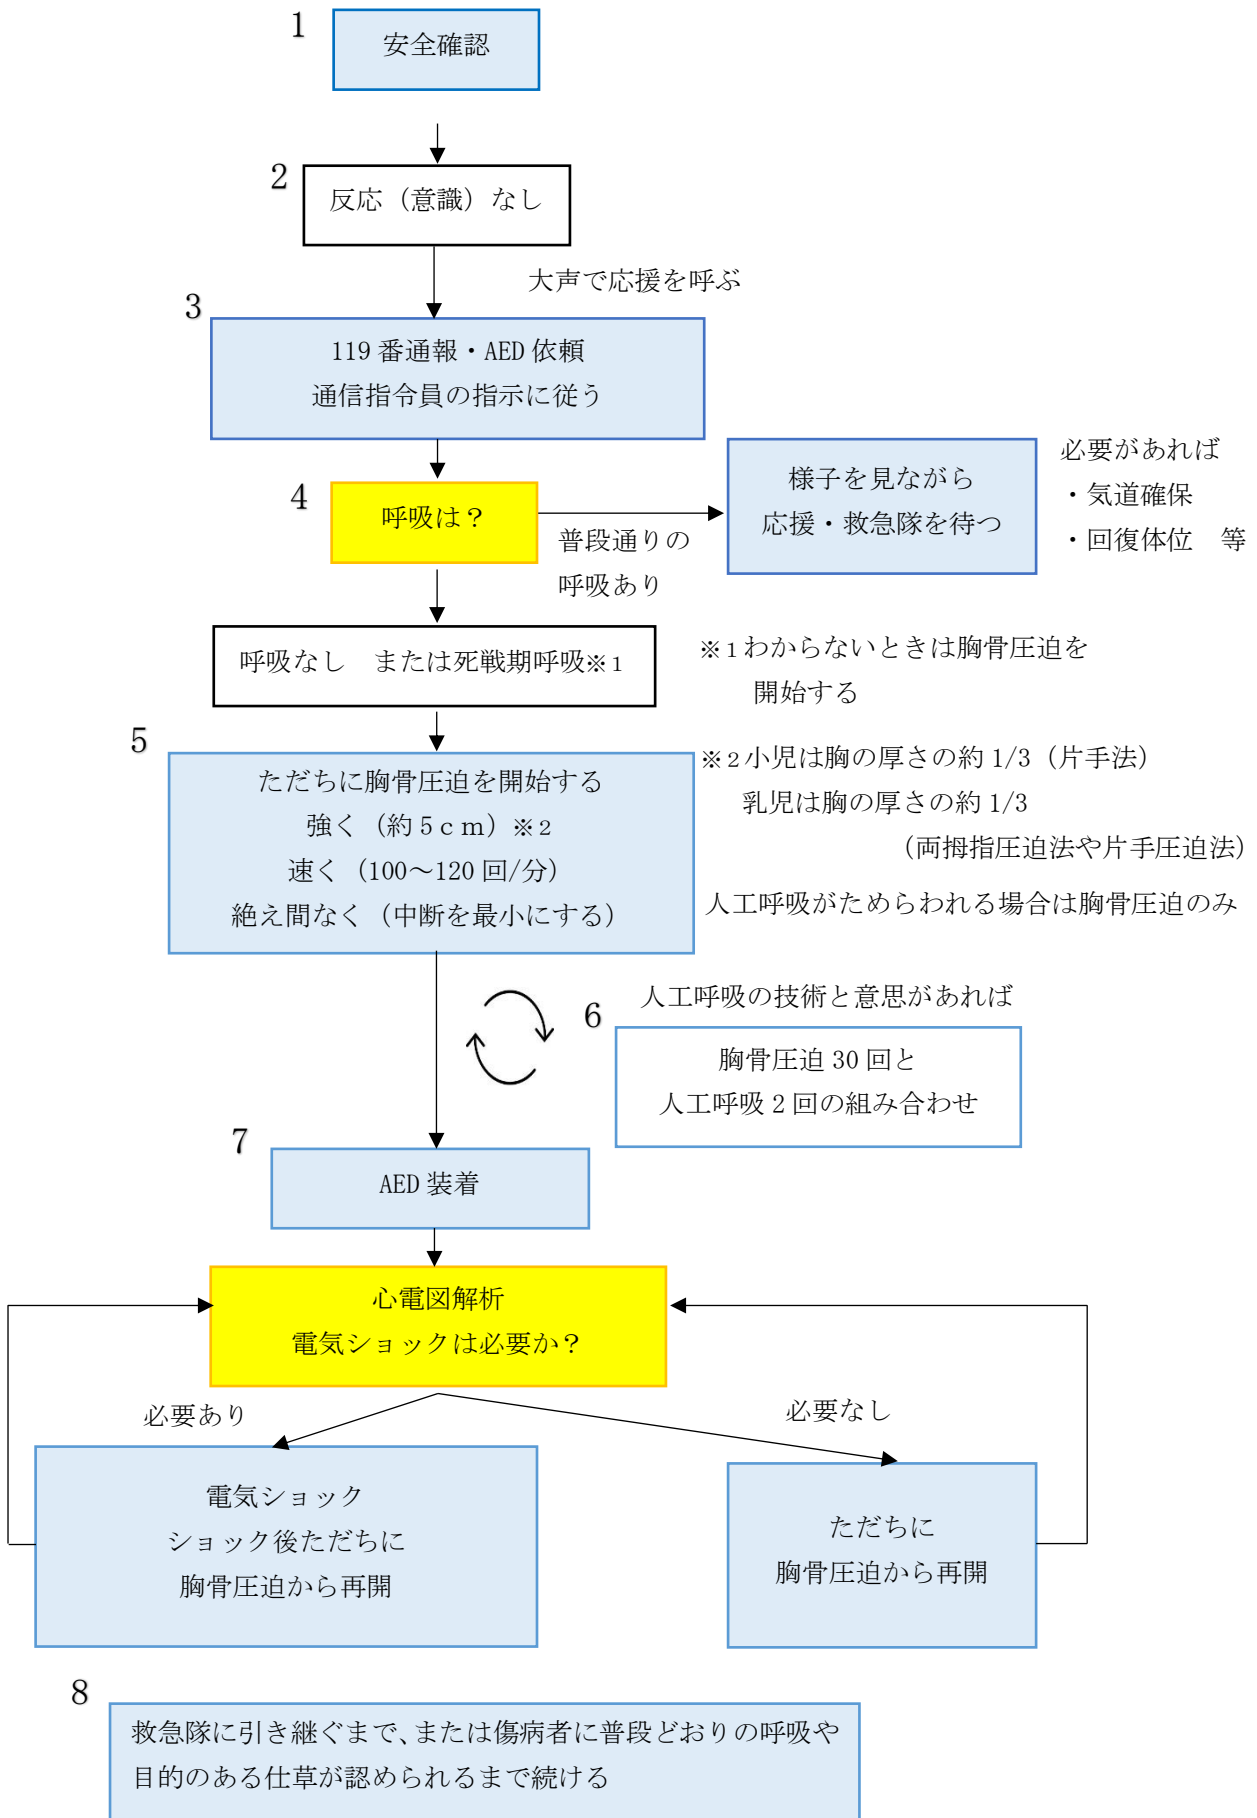 1
安全確認
2
反応（意識）なし
大声で応援を呼ぶ
3
119番通報・AED依頼
通信指令員の指示に従う
4
呼吸は？
普段通りの
呼吸あり
様子を見ながら
応援・救急隊を待つ
必要があれば
・気道確保
・回復体位　等
呼吸なし　または死戦期呼吸※1
※1わからないときは胸骨圧迫を
開始する
5
ただちに胸骨圧迫を開始する
強く（約5ｃｍ）※2
速く（100～120回/分）
絶え間なく（中断を最小にする）
※2小児は胸の厚さの約1/3（片手法）
乳児は胸の厚さの約1/3
（両拇指圧迫法や片手圧迫法）
人工呼吸がためらわれる場合は胸骨圧迫のみ
人工呼吸の技術と意思があれば
6
胸骨圧迫30回と
人工呼吸2回の組み合わせ
7
AED装着
心電図解析
電気ショックは必要か？
必要あり
必要なし
電気ショック
ショック後ただちに
胸骨圧迫から再開
ただちに
胸骨圧迫から再開
8
救急隊に引き継ぐまで、または傷病者に普段どおりの呼吸や
目的のある仕草が認められるまで続ける